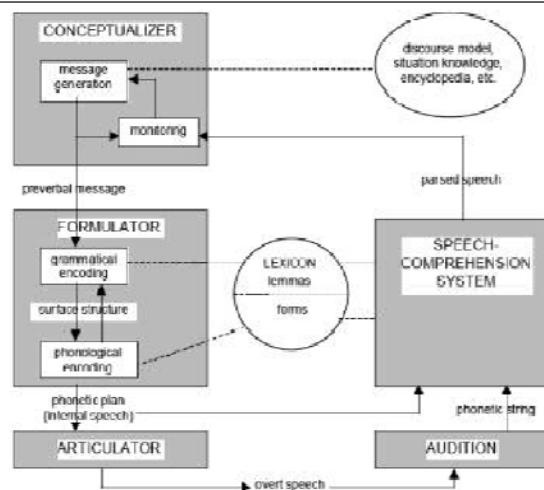 CONCEPTUALIZER
message
generation
monitoring
discourse model,
situation knowledge,
encyclopedia, etc.
preverbal message
parsed speech
FORMULATOR
grammatical
encoding
surface structure
phonological
encoding
LEXICON
lemmas
forms
SPEECH-
COMPREHENSION
SYSTEM
phonetic plan
(internal speech)
phonetic string
ARTICULATOR
AUDITION
overt speech